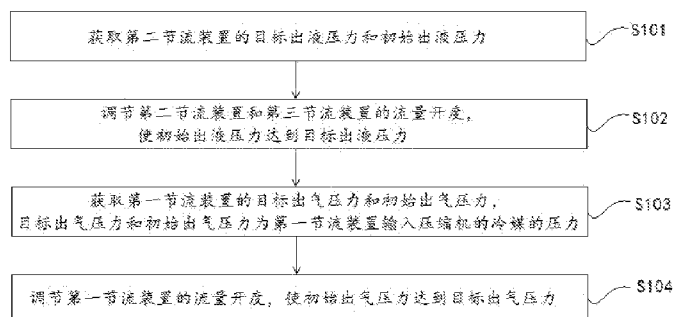 获取第二节流装置的目标出液压力和初始出液压力
S101
调节第二节流装置和第三节流装置的流量开度，
使初始出液压力达到目标出液压力
S102
获取第一节流装置的目标出气压力和初始出气压力，
目标出气压力和初始出气压力为第一节流装置输入压缩机的冷媒的压力
S103
调节第一节流装置的流量开度，使初始出气压力达到目标出气压力
S104